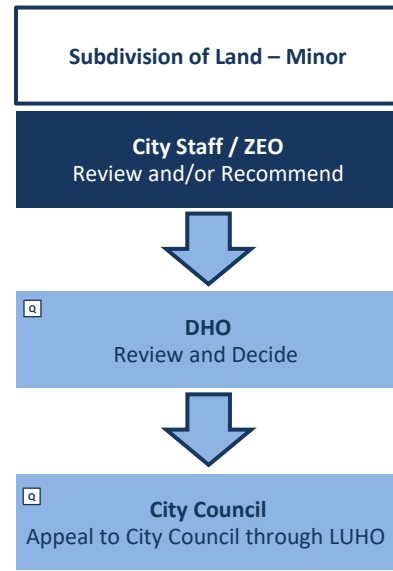 Subdivision of Land – Minor
City Staff / ZEO
Review and/or Recommend
Q
DHO
Review and Decide
Q
City Council
Appeal to City Council through LUHO